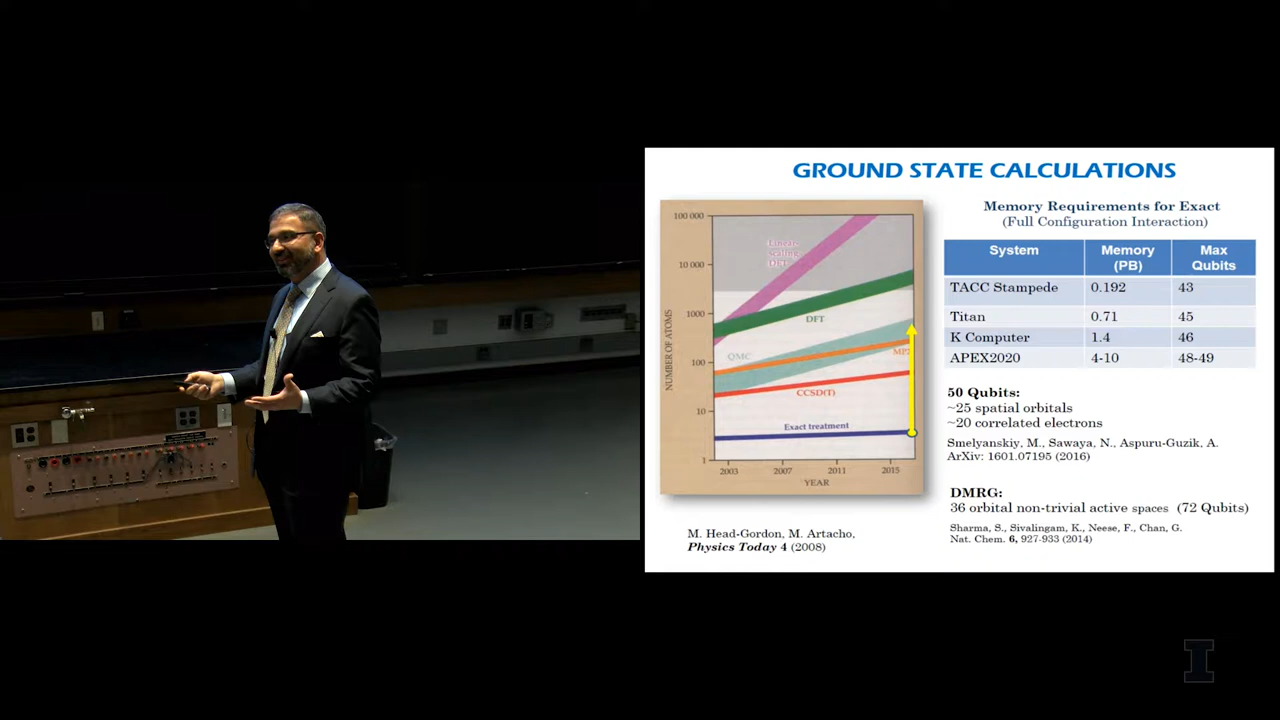 GROUND STATE CALCULATIONS
100 000
10 000
1000
100
10
1
NUMBER OF ATOMS
Linear
scaling
DFT
DFT
QMC
MP2
CCSD(T)
Exact treatment
2003
2007
2011
2015
YEAR
M. Head-Gordon, M. Artacho,
Physics Today 4 (2008)
Memory Requirements for Exact
(Full Configuration Interaction)
System Memory (PB) Max Qubits
TACC Stampede 0.192 43
Titan 0.71 45
K Computer 1.4 46
APEX2020 4-10 48-49
50 Qubits:
~25 spatial orbitals
~20 correlated electrons
Smelyanskiy, M., Sawaya, N., Aspuru-Guzik, A.
ArXiv: 1601.07195 (2016)
DMRG:
36 orbital non-trivial active spaces (72 Qubits)
Sharma, S., Sivalingam, K., Neese, F., Chan, G.
Nat. Chem. 6, 927-933 (2014)
I